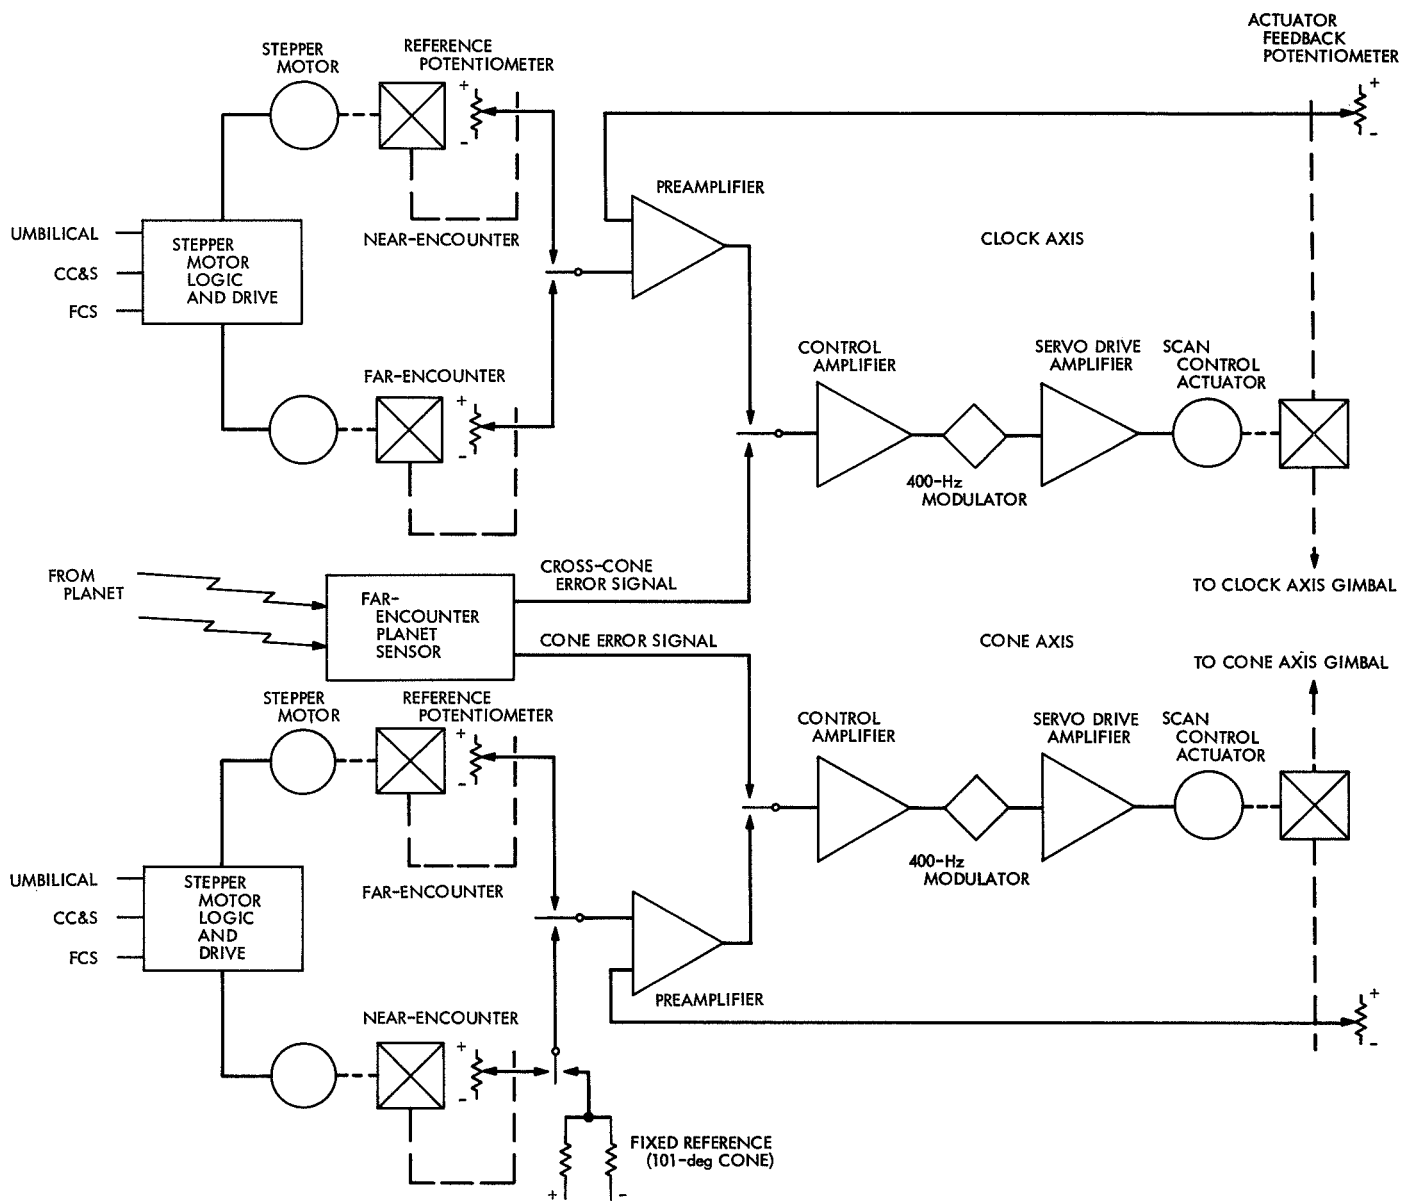 ACTUATOR
FEEDBACK
POTENTIOMETER
+
-
STEPPER
MOTOR
REFERENCE
POTENTIOMETER
+
-
PREAMPLIFIER
NEAR-ENCOUNTER
CLOCK AXIS
UMBILICAL
CC&S
FCS
STEPPER
MOTOR
LOGIC
AND DRIVE
FAR-ENCOUNTER
+
-
CONTROL
AMPLIFIER
SERVO DRIVE
AMPLIFIER
SCAN
CONTROL
ACTUATOR
400-Hz
MODULATOR
FROM
PLANET
FAR-
ENCOUNTER
PLANET
SENSOR
CROSS-CONE
ERROR SIGNAL
TO CLOCK AXIS GIMBAL
CONE ERROR SIGNAL
CONE AXIS
TO CONE AXIS GIMBAL
STEPPER
MOTOR
REFERENCE
POTENTIOMETER
+
-
CONTROL
AMPLIFIER
SERVO DRIVE
AMPLIFIER
SCAN
CONTROL
ACTUATOR
400-Hz
MODULATOR
UMBILICAL
CC&S
FCS
STEPPER
MOTOR
LOGIC
AND
DRIVE
FAR-ENCOUNTER
PREAMPLIFIER
NEAR-ENCOUNTER
+
-
+
-
FIXED REFERENCE
(101-deg CONE)
+ -